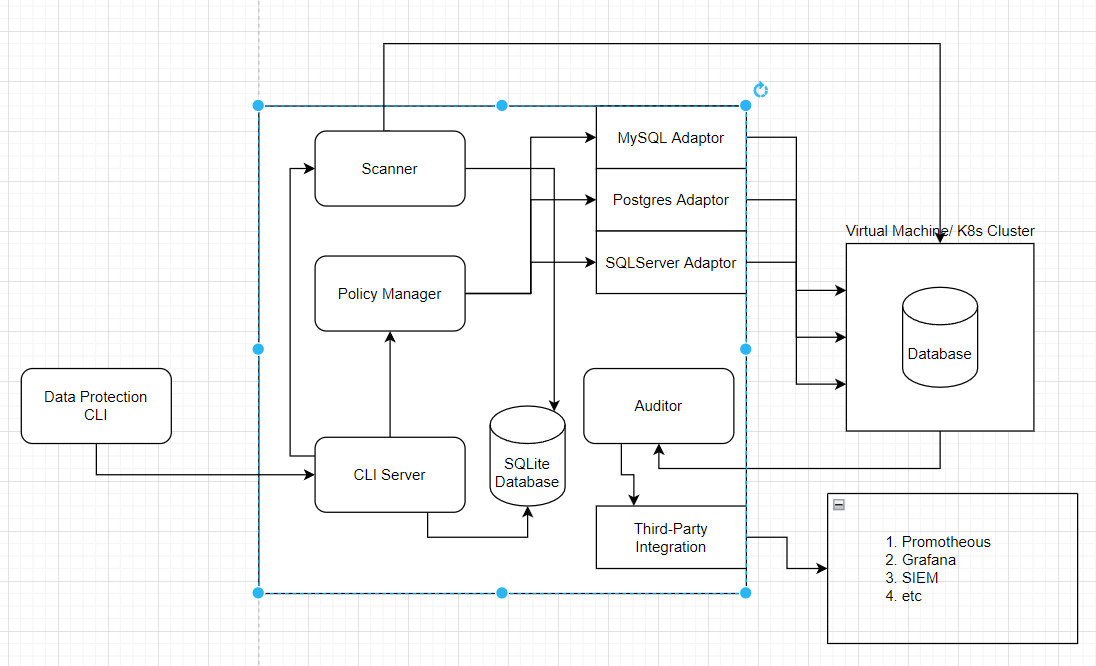 Scanner
MySQL Adaptor
Postgres Adaptor
Virtual Machine/ K8s Cluster
SQLServer Adaptor
Policy Manager
Database
Data Protection
CLI
Auditor
CLI Server
SQLite
Database
Third-Party
Integration
1. Promotheous
2. Grafana
3. SIEM
4. etc